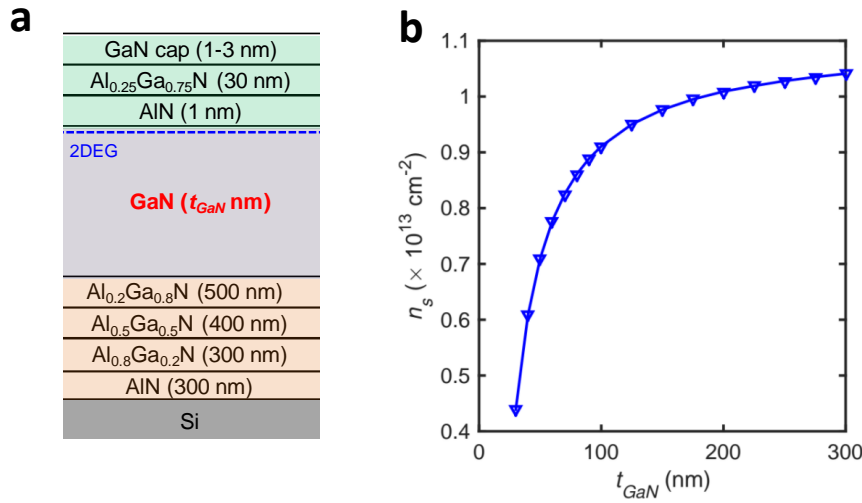 a
GaN cap (1-3 nm)
Al0.25Ga0.75N (30 nm)
AlN (1 nm)
2DEG
GaN (tGaN nm)
Al0.2Ga0.8N (500 nm)
Al0.5Ga0.5N (400 nm)
Al0.8Ga0.2N (300 nm)
AlN (300 nm)
Si
b
1.1
1
0.9
0.8
0.7
0.6
0.5
0.4
ns (× 10^13 cm^-2)
0
100
200
300
tGaN (nm)